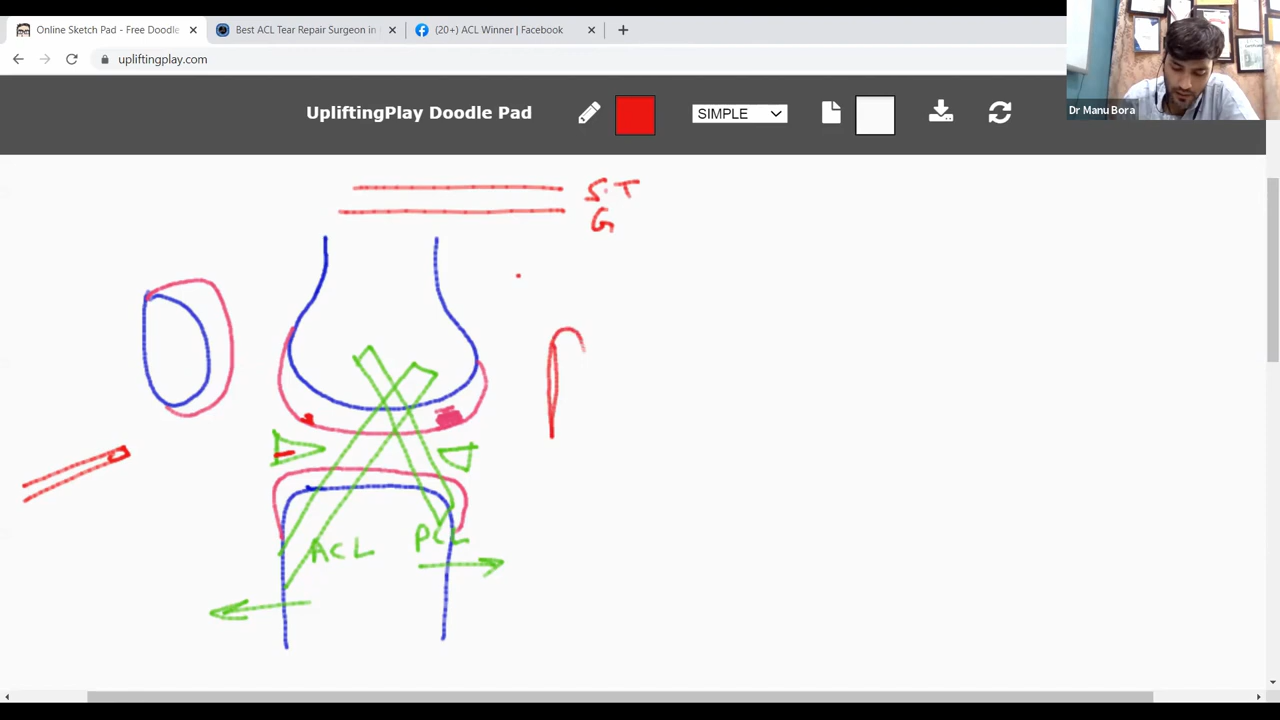 Online Sketch Pad - Free Doodle
Best ACL Tear Repair Surgeon in
(20+) ACL Winner | Facebook
upliftingplay.com
Dr Manu Bora
UpliftingPlay Doodle Pad
SIMPLE
S.T
G
ACL PCL